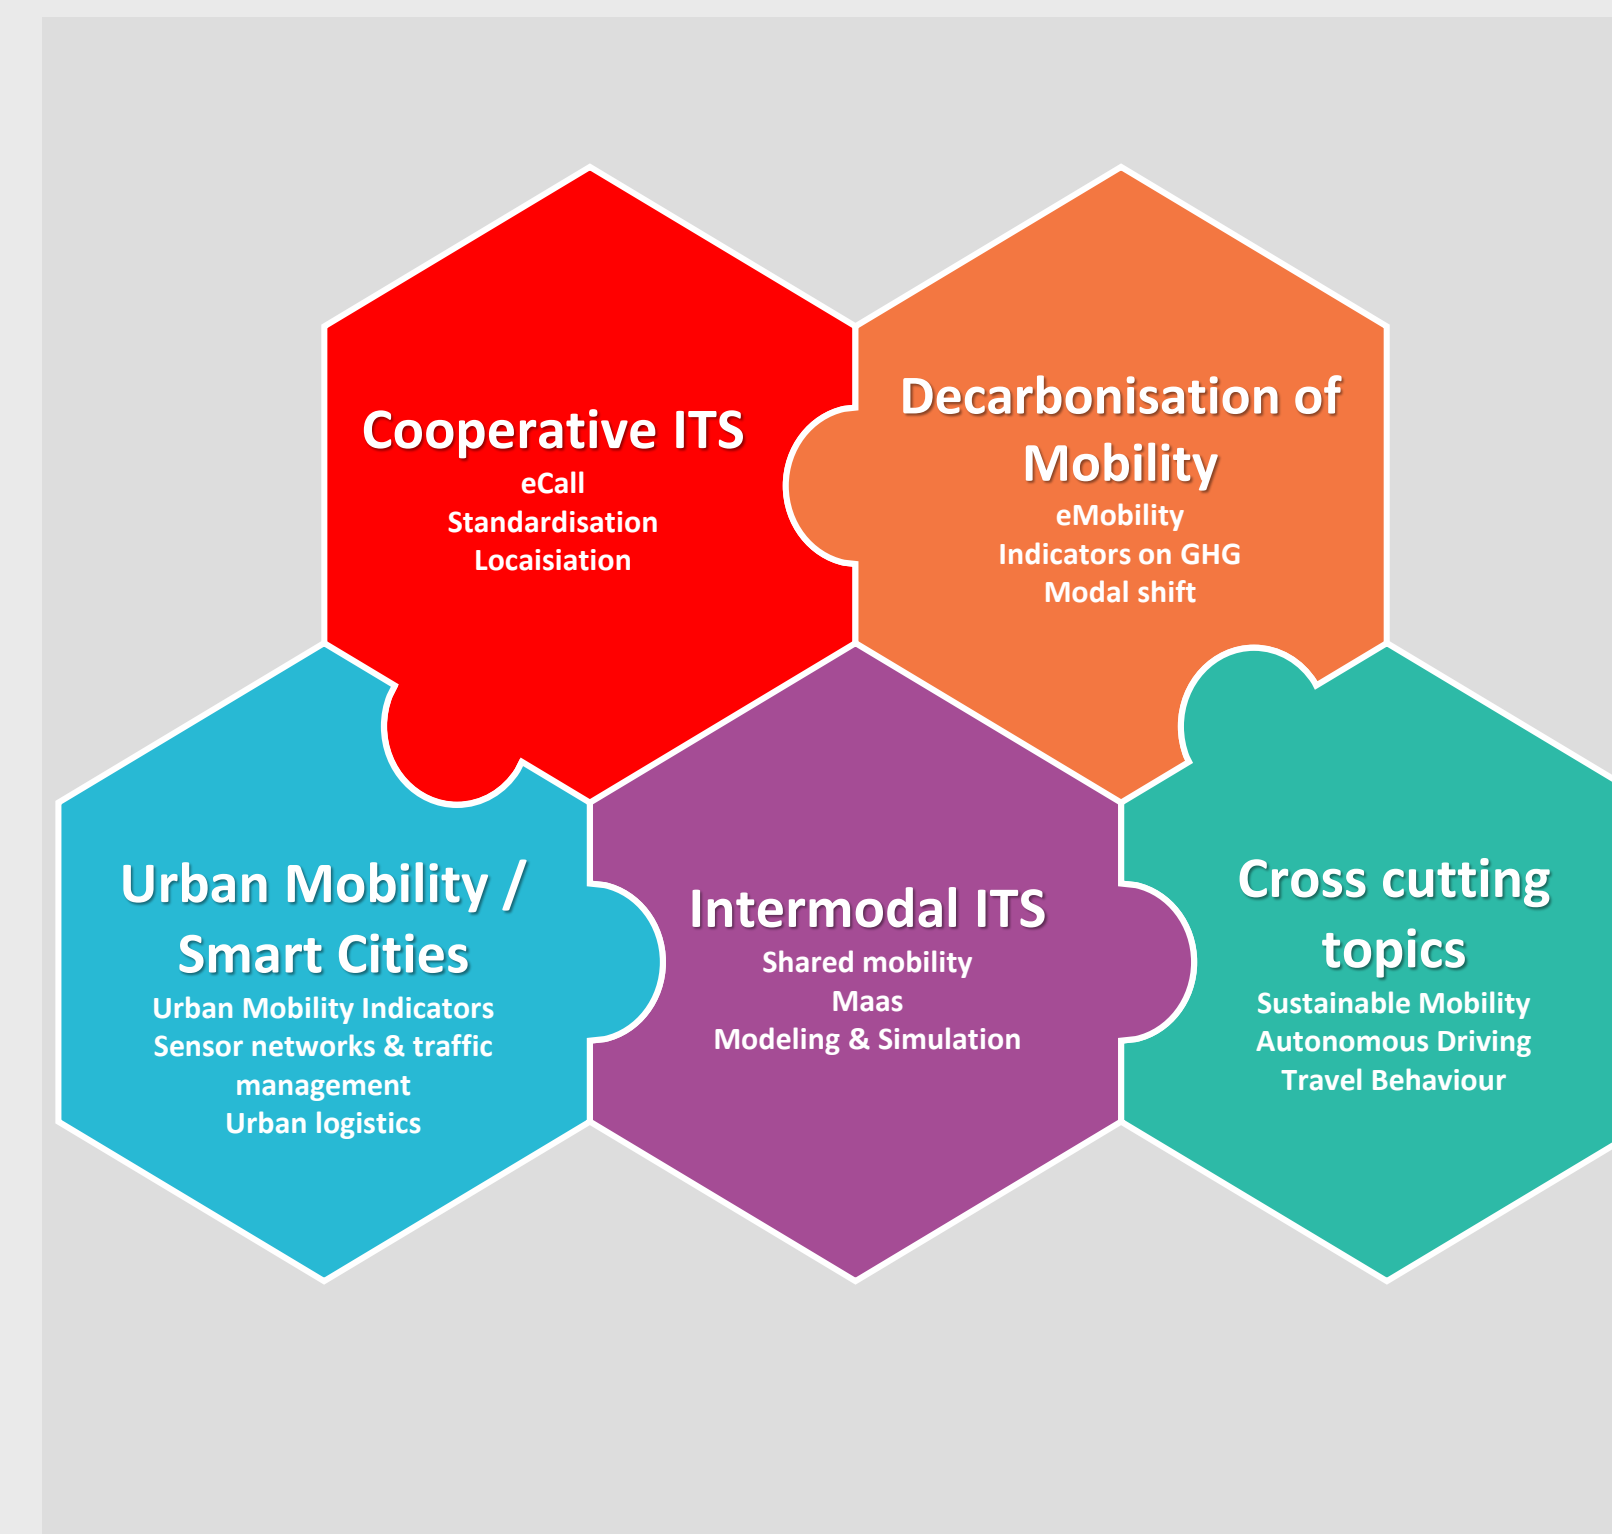 Cooperative ITS
eCall
Standardisation
Locaisiation
Decarbonisation of
Mobility
eMobility
Indicators on GHG
Modal shift
Urban Mobility /
Smart Cities
Urban Mobility Indicators
Sensor networks & traffic
management
Urban logistics
Intermodal ITS
Shared mobility
Maas
Modeling & Simulation
Cross cutting
topics
Sustainable Mobility
Autonomous Driving
Travel Behaviour